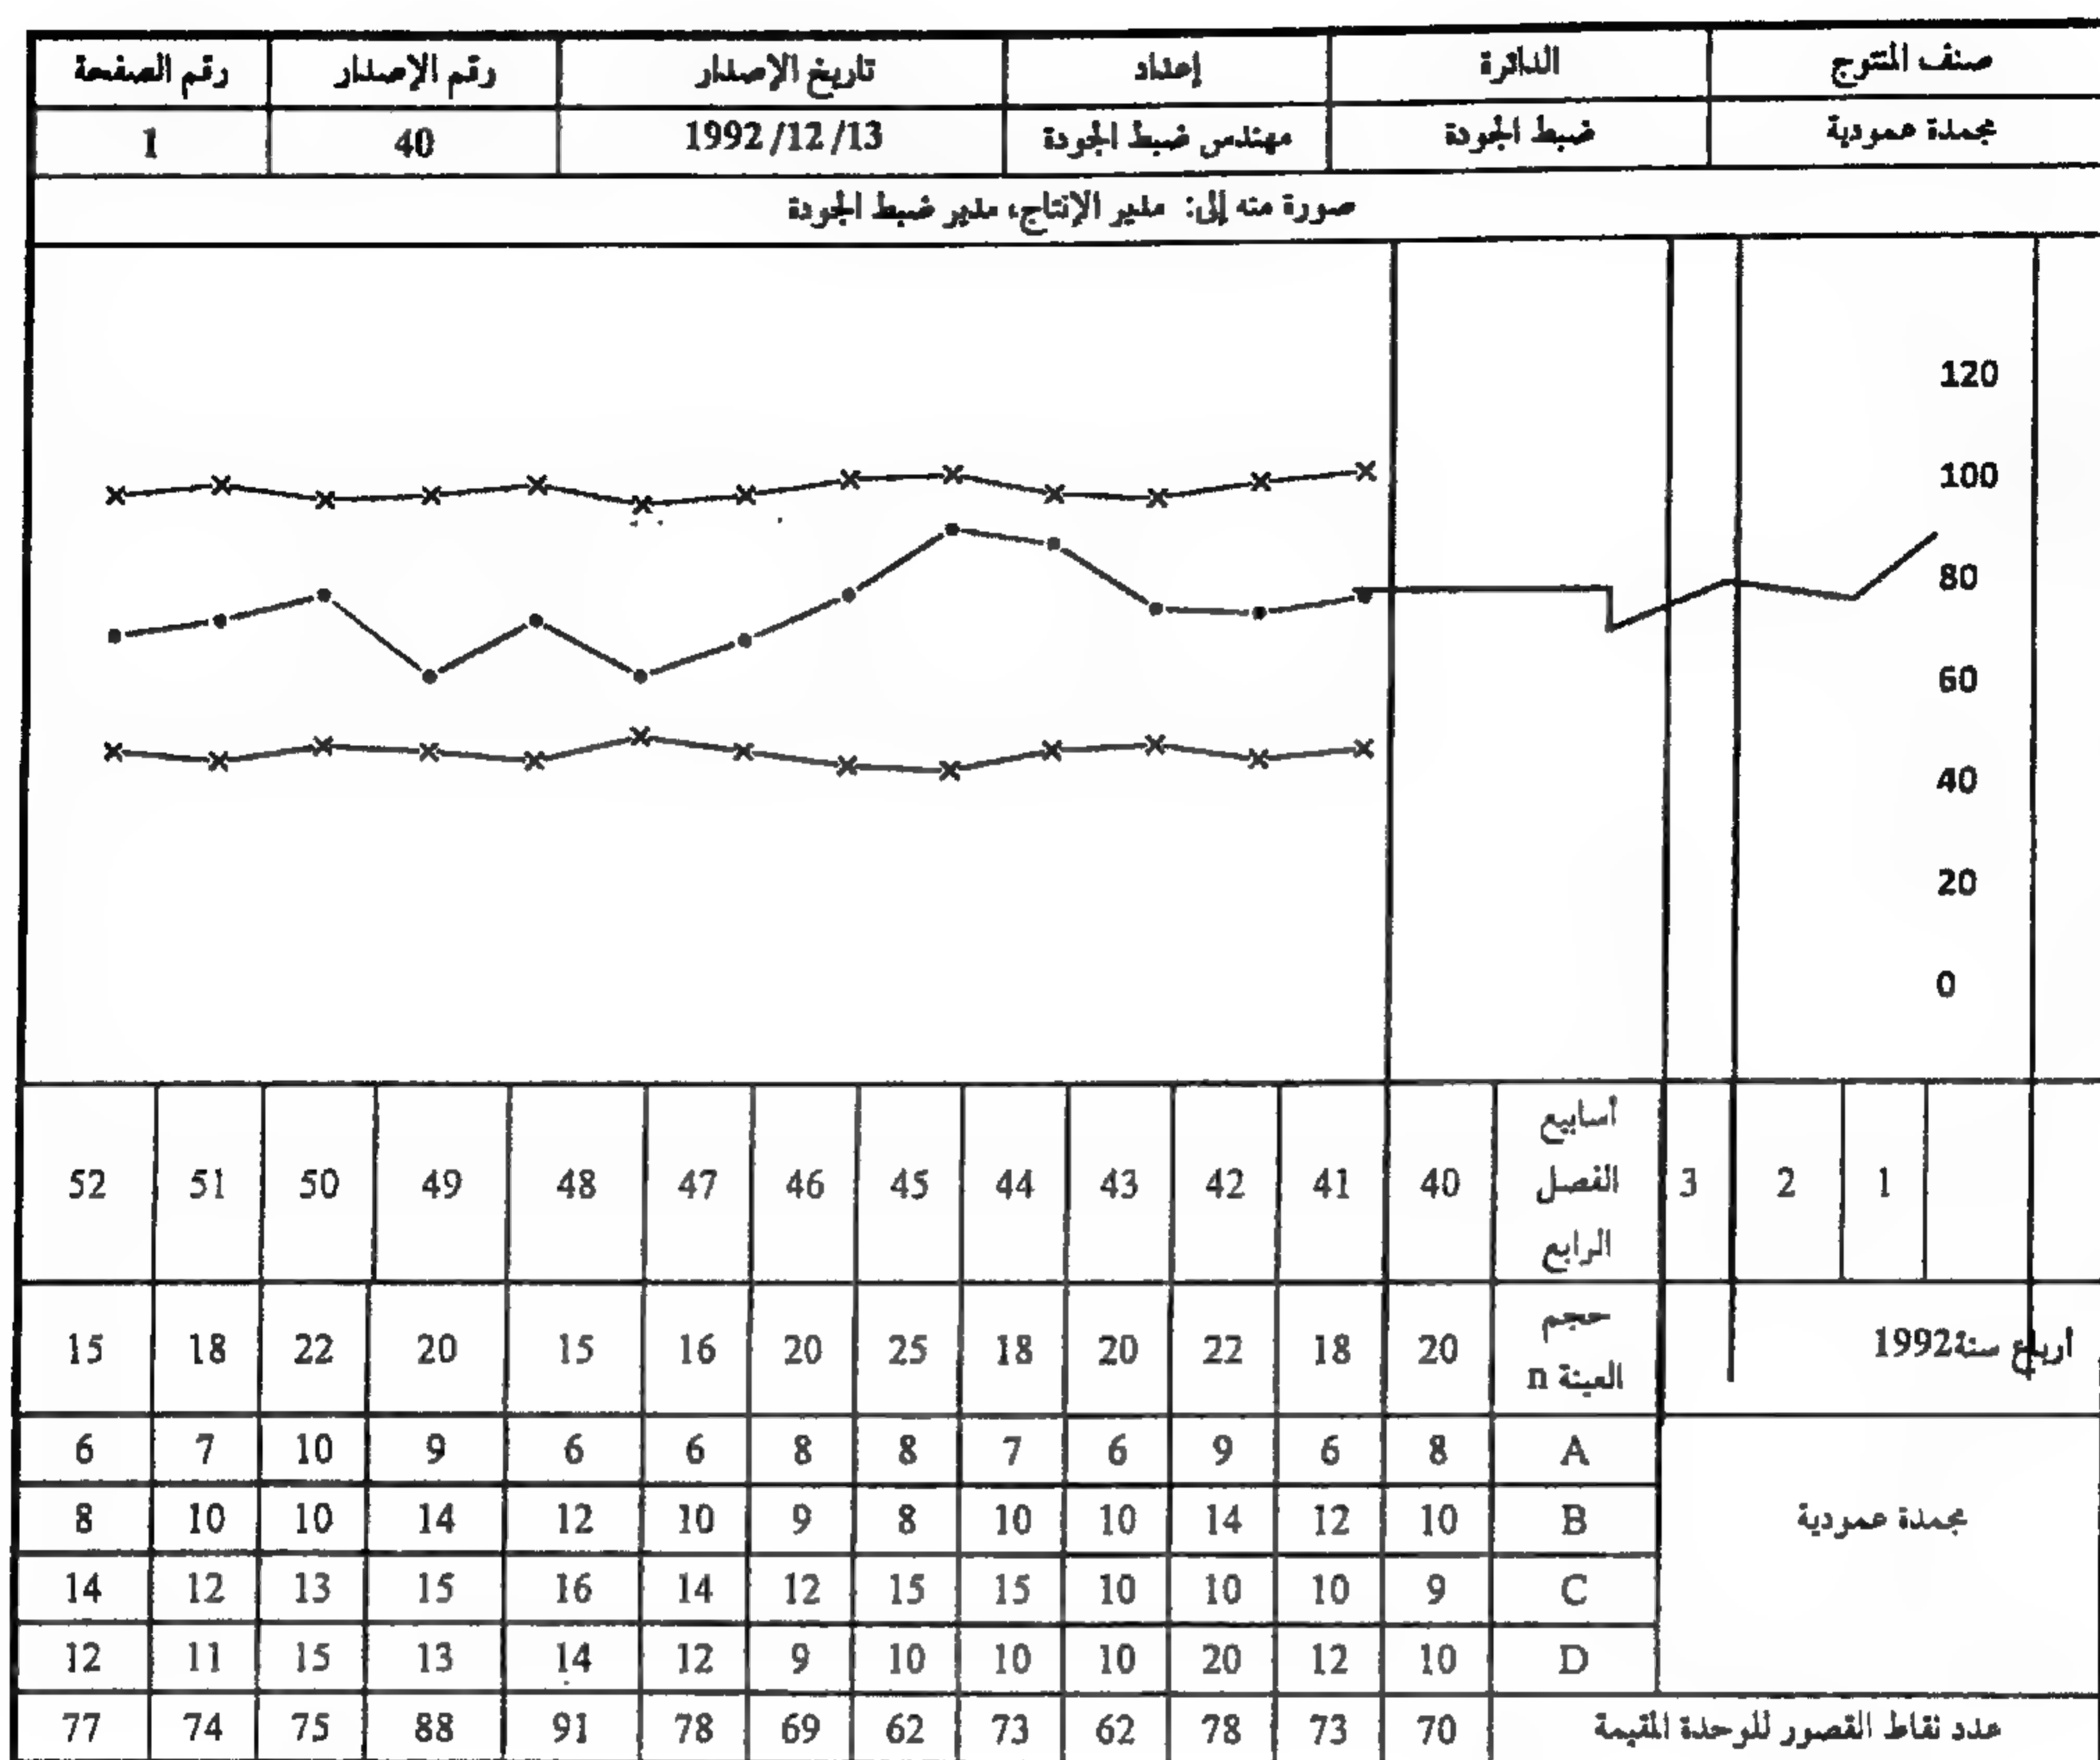 صنف المنتوج الدائرة إعداد تاريخ الإصدار رقم الإصدار رقم الصفحة
مجمدة عمودية ضبط الجودة مهندس ضبط الجودة 1992/12/13 40 1
صورة منه إلى: مدير الإنتاج، مدير ضبط الجودة
120
100
80
60
40
20
0
1 2 3 أسابيع الفصل الرابع 40 41 42 43 44 45 46 47 48 49 50 51 52
أرباع سنة1992 حجم العينة n 20 18 22 20 18 25 20 16 15 20 22 18 15
مجمدة عمودية
A 8 6 9 6 7 8 8 6 6 9 10 7 6
B 10 12 14 10 10 8 9 10 12 14 10 10 8
C 9 10 10 10 15 15 12 14 16 15 13 12 14
D 10 12 20 10 10 10 9 12 14 13 15 11 12
عدد نقاط القصور للوحدة المقيمة 70 73 78 62 73 62 69 78 91 88 75 74 77